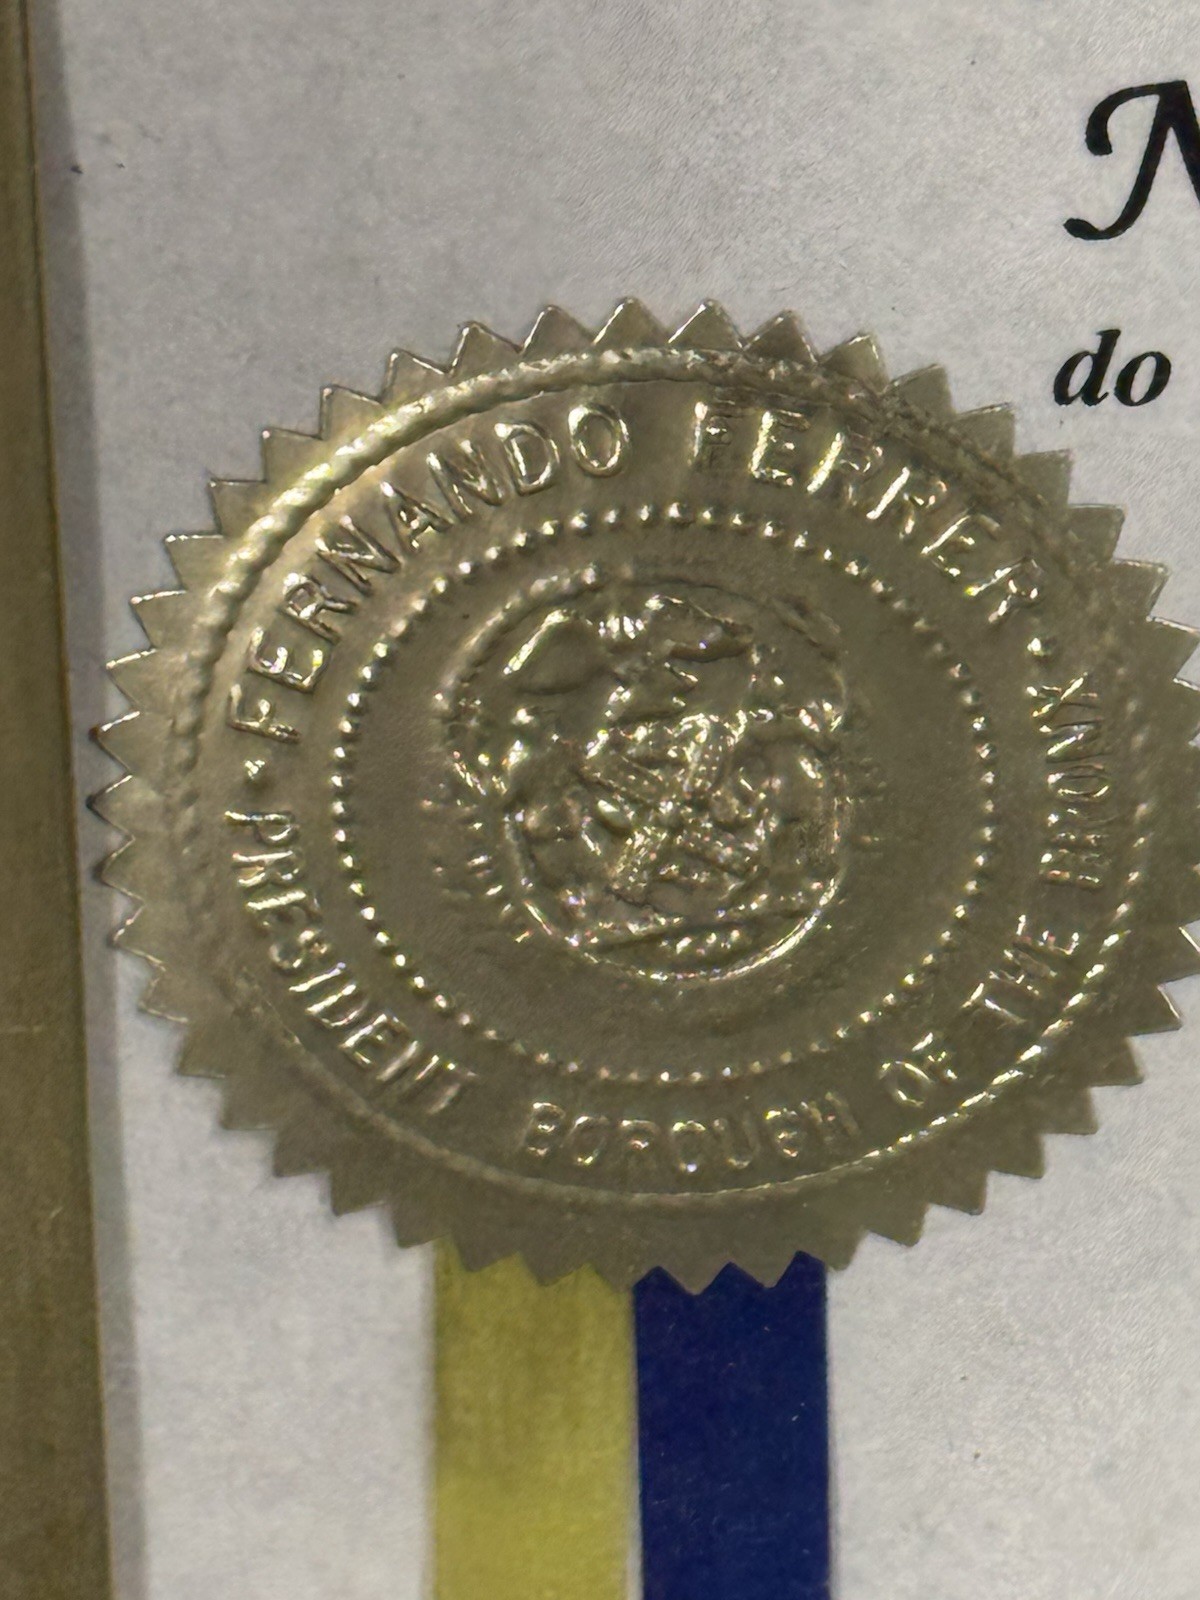 N
do
FERNANDO FERRER
PRESIDENT BOROUGH OF THE BRONX